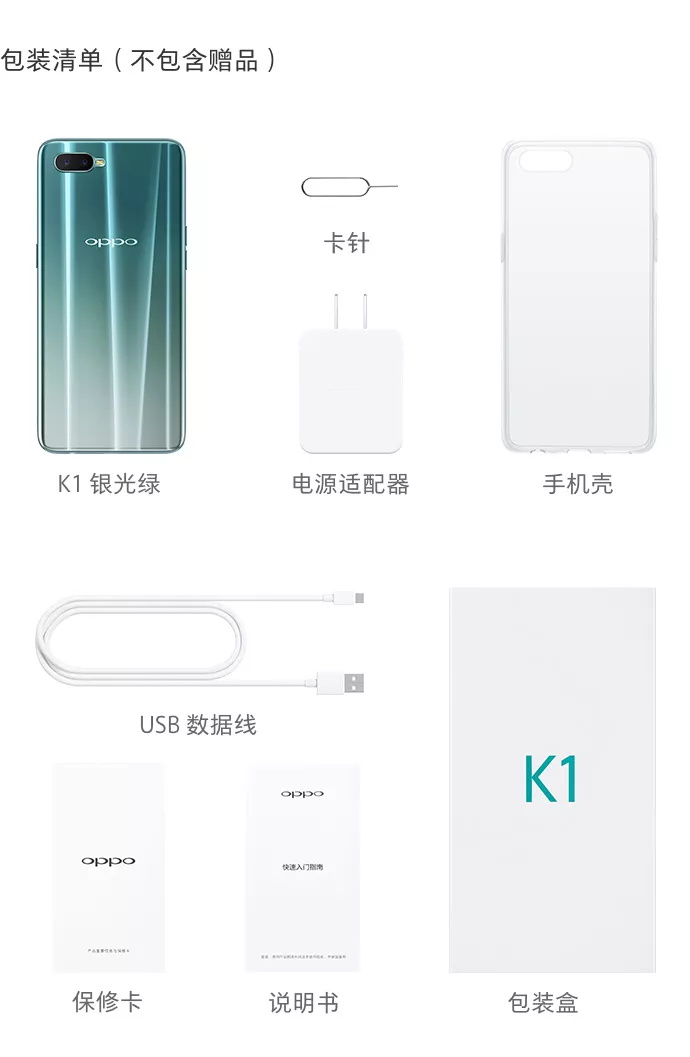 包装清单（不包含赠品）
oppo
卡针
K1 银光绿
电源适配器
手机壳
USB 数据线
K1
oppo
oppo
快速入门指南
保修卡
说明书
包装盒